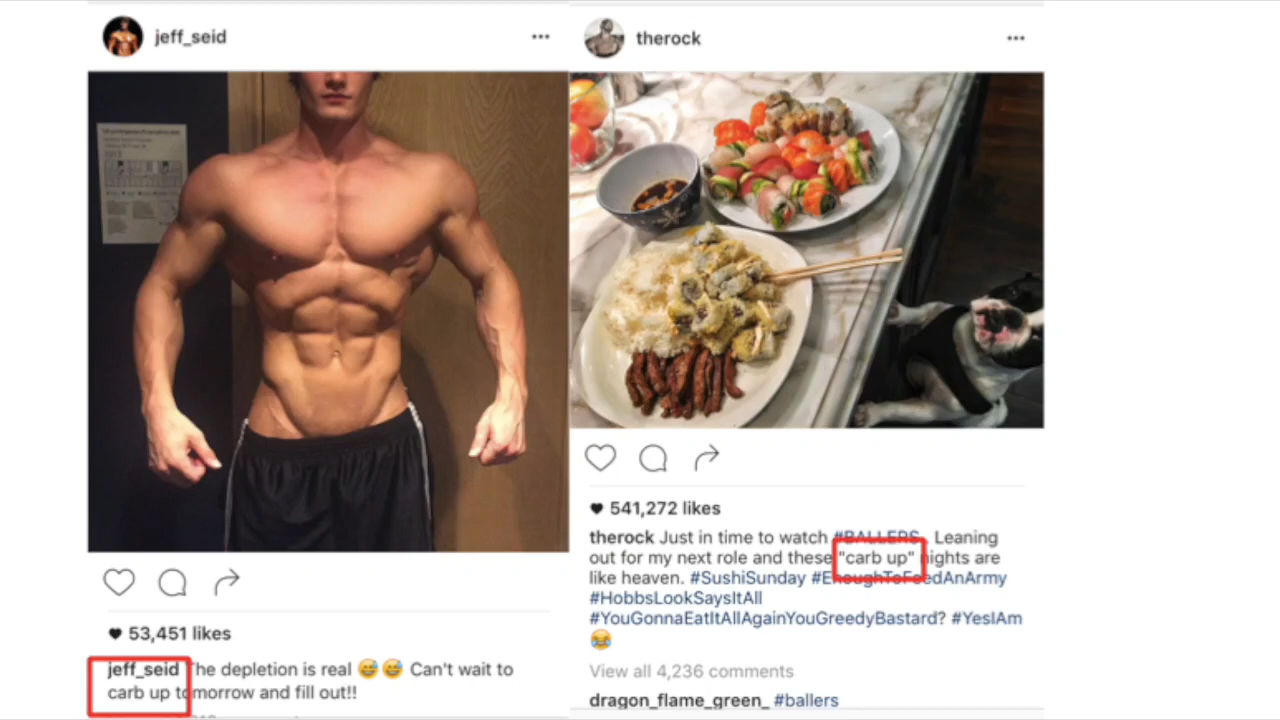 jeff_seid
53,451 likes
jeff_seid The depletion is real 😅😅 Can't wait to
carb up tomorrow and fill out!!
therock
541,272 likes
therock Just in time to watch #BALLERS. Leaning
out for my next role and these "carb up" nights are
like heaven. #SushiSunday #EnoughToFeedAnArmy
#HobbsLookSaysItAll
#YouGonnaEatItAllAgainYouGreedyBastard? #YesIAm
😂
View all 4,236 comments
dragon_flame_green_ #ballers